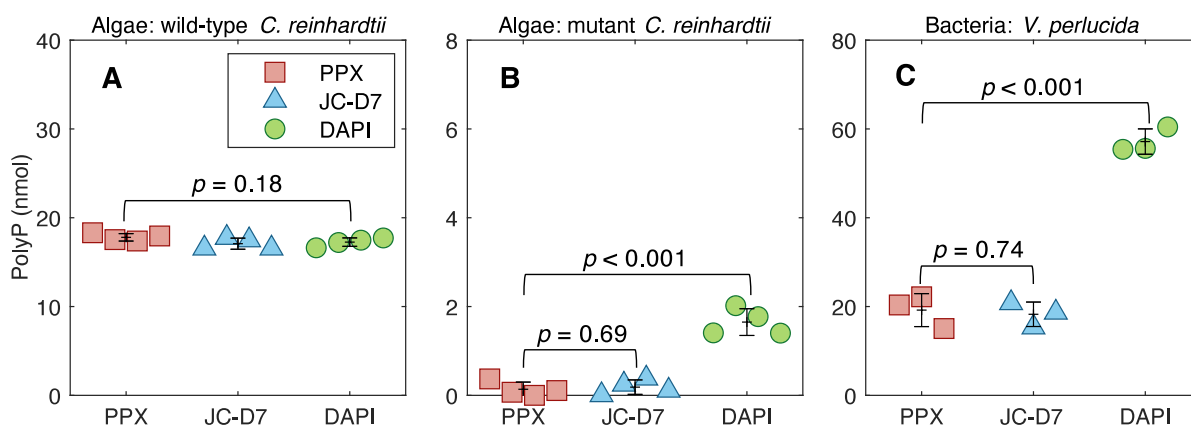 Algae: wild-type C. reinhardtii
Algae: mutant C. reinhardtii
Bacteria: V. perlucida
PolyP (nmol)
40
30
20
10
0
A
PPX
JC-D7
DAPI
p = 0.18
PPX
JC-D7
DAPI
8
6
4
2
0
B
p < 0.001
p = 0.69
PPX
JC-D7
DAPI
80
60
40
20
0
C
p < 0.001
p = 0.74
PPX
JC-D7
DAPI